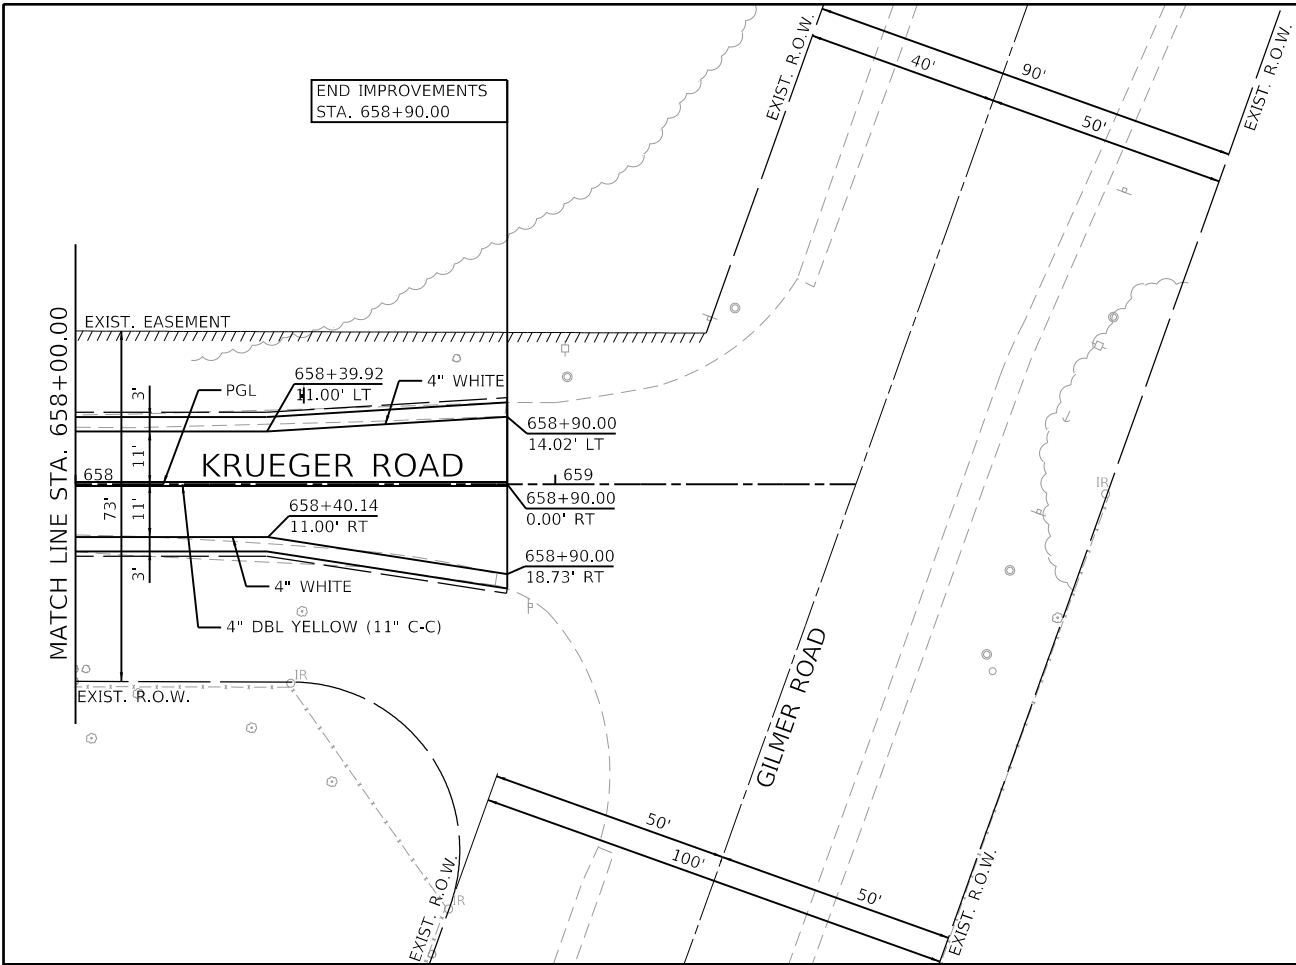 END IMPROVEMENTS
STA. 658+90.00
EXIST. R.O.W.
40'
90'
50'
EXIST. R.O.W.
EXIST. R.O.W.
MATCH LINE STA. 658+00.00
EXIST. EASEMENT
3'
PGL
658+39.92
11.00' LT
4" WHITE
658+90.00
14.02' LT
11'
KRUEGER ROAD
658
659
73'
11'
658+40.14
11.00' RT
658+90.00
0.00' RT
658+90.00
18.73' RT
3'
4" WHITE
4" DBL YELLOW (11" C-C)
IR
IR
EXIST. R.O.W.
GILMER ROAD
50'
100'
50'
EXIST. R.O.W.
IR
EXIST. R.O.W.